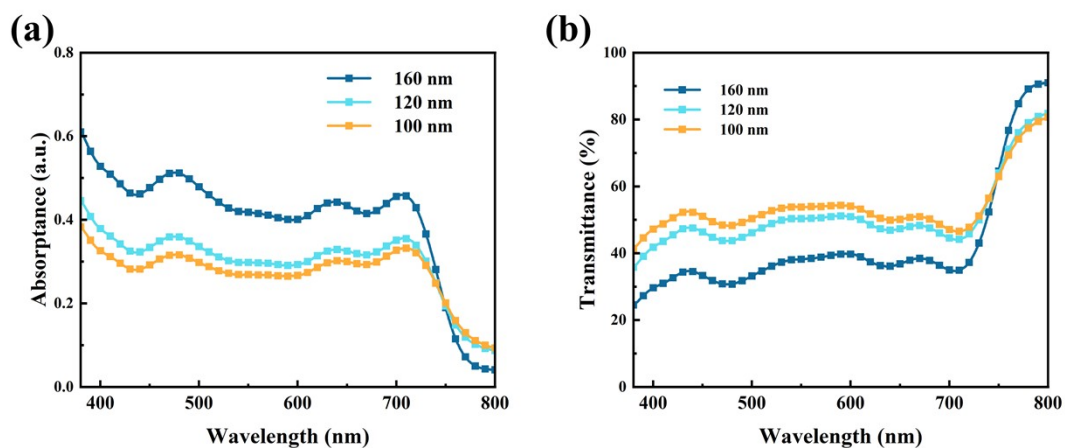 (a)
0.8
0.6
0.4
0.2
0.0
Absorptance (a.u.)
160 nm
120 nm
100 nm
400
500
600
700
800
Wavelength (nm)
(b)
100
80
60
40
20
0
Transmittance (%)
160 nm
120 nm
100 nm
400
500
600
700
800
Wavelength (nm)